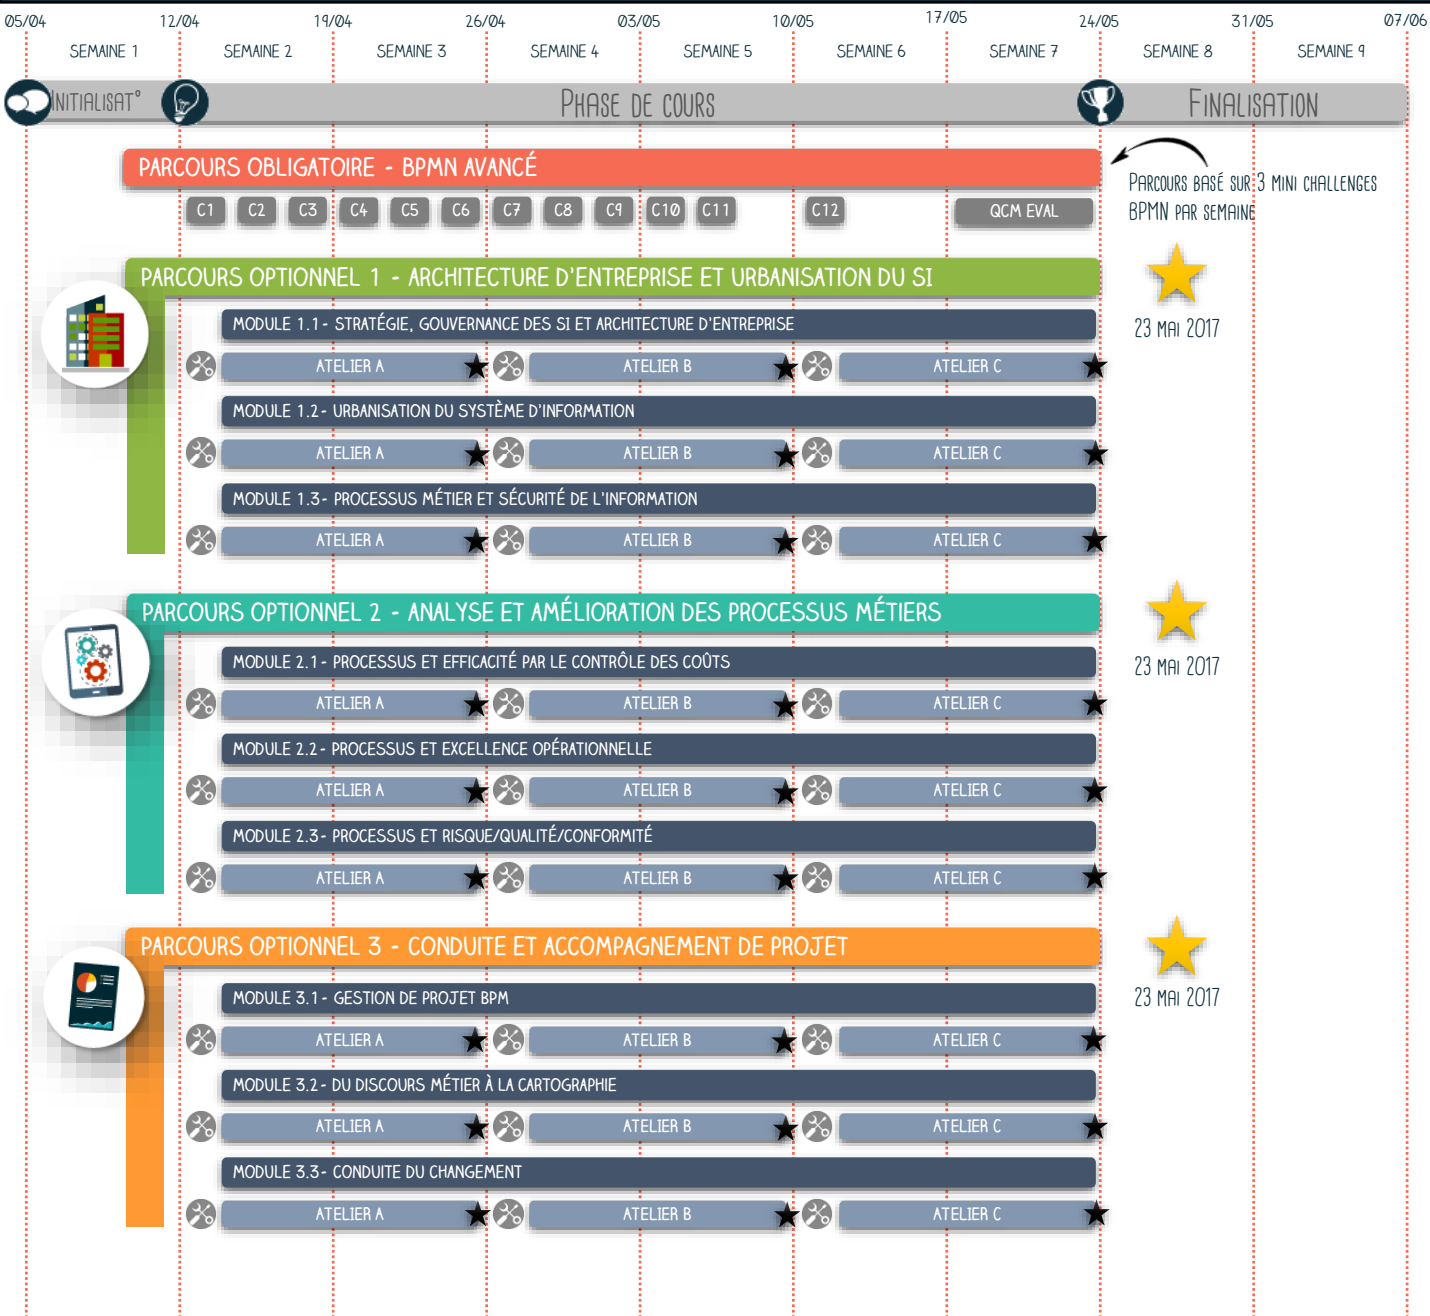 05/04 12/04 19/04 26/04 03/05 10/05 17/05 24/05 31/05 07/06
SEMAINE 1 SEMAINE 2 SEMAINE 3 SEMAINE 4 SEMAINE 5 SEMAINE 6 SEMAINE 7 SEMAINE 8 SEMAINE 9
INITIALISAT° PHASE DE COURS FINALISATION
PARCOURS OBLIGATOIRE - BPMN AVANCÉ
PARCOURS BASÉ SUR 3 MINI CHALLENGES
BPMN PAR SEMAINE
C1 C2 C3 C4 C5 C6 C7 C8 C9 C10 C11 C12 QCM EVAL
PARCOURS OPTIONNEL 1 - ARCHITECTURE D'ENTREPRISE ET URBANISATION DU SI
23 MAI 2017
MODULE 1.1- STRATÉGIE, GOUVERNANCE DES SI ET ARCHITECTURE D'ENTREPRISE
ATELIER A ATELIER B ATELIER C
MODULE 1.2- URBANISATION DU SYSTÈME D'INFORMATION
ATELIER A ATELIER B ATELIER C
MODULE 1.3- PROCESSUS MÉTIER ET SÉCURITÉ DE L'INFORMATION
ATELIER A ATELIER B ATELIER C
PARCOURS OPTIONNEL 2 - ANALYSE ET AMÉLIORATION DES PROCESSUS MÉTIERS
23 MAI 2017
MODULE 2.1- PROCESSUS ET EFFICACITÉ PAR LE CONTRÔLE DES COÛTS
ATELIER A ATELIER B ATELIER C
MODULE 2.2- PROCESSUS ET EXCELLENCE OPÉRATIONNELLE
ATELIER A ATELIER B ATELIER C
MODULE 2.3- PROCESSUS ET RISQUE/QUALITÉ/CONFORMITÉ
ATELIER A ATELIER B ATELIER C
PARCOURS OPTIONNEL 3 - CONDUITE ET ACCOMPAGNEMENT DE PROJET
23 MAI 2017
MODULE 3.1- GESTION DE PROJET BPM
ATELIER A ATELIER B ATELIER C
MODULE 3.2- DU DISCOURS MÉTIER À LA CARTOGRAPHIE
ATELIER A ATELIER B ATELIER C
MODULE 3.3- CONDUITE DU CHANGEMENT
ATELIER A ATELIER B ATELIER C